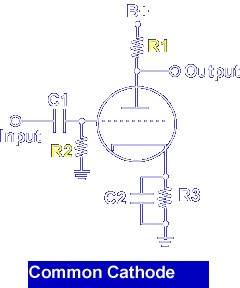 B+
R1
Output
C1
Input
R2
C2
R3
Common Cathode